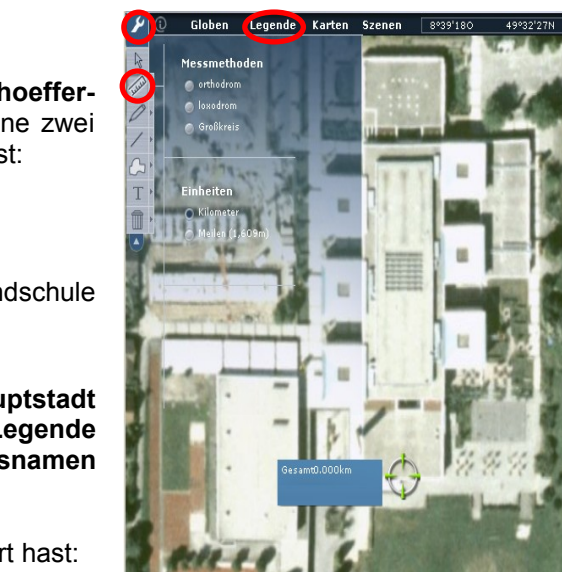 hoeffer-
ne zwei
st:
ndschule
uptstadt
Legende
snamen
rt hast:
Globen Legende Karten Szenen 8°39'18O 49°32'27N
Messmethoden
orthodrom
loxodrom
Großkreis
Einheiten
Kilometer
Meilen (1,609m)
T
Gesamt0.000km